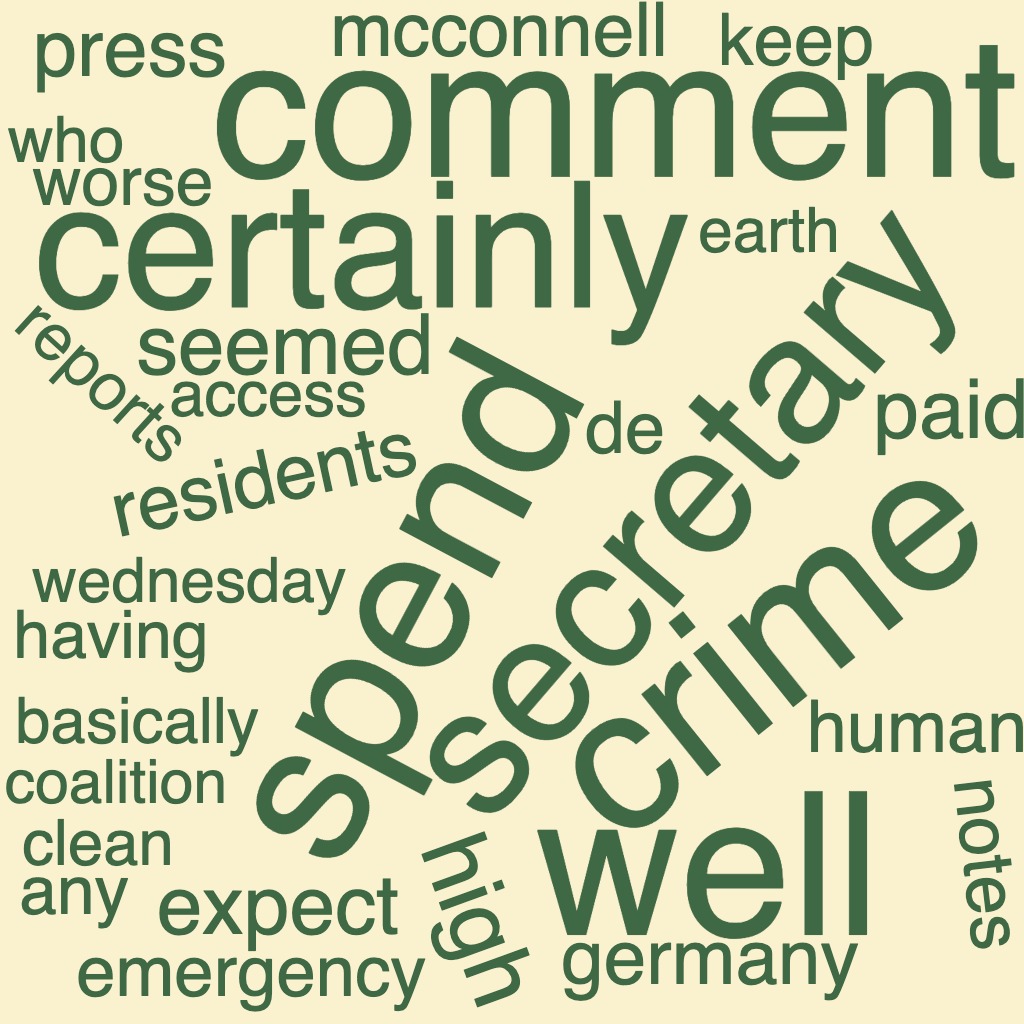 press
mcconnell
keep
comment
who
worse
certainly
earth
reports
seemed
access
residents
spend
de
secretary
paid
crime
wednesday
having
basically
coalition
clean
any
expect
emergency
high
well
germany
human
notes